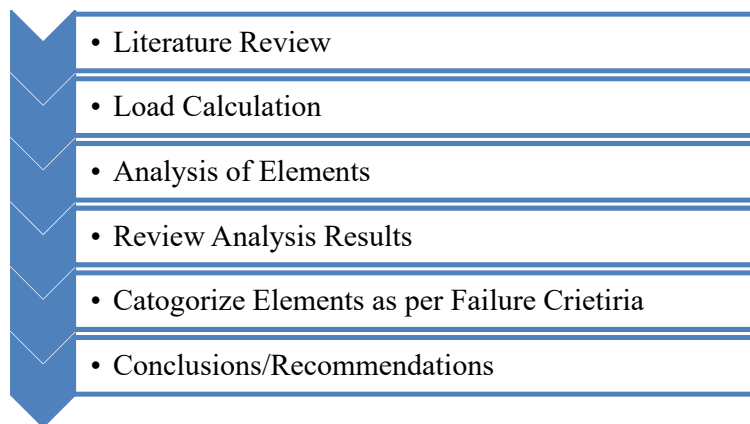 • Literature Review
• Load Calculation
• Analysis of Elements
• Review Analysis Results
• Catogorize Elements as per Failure Crietiria
• Conclusions/Recommendations